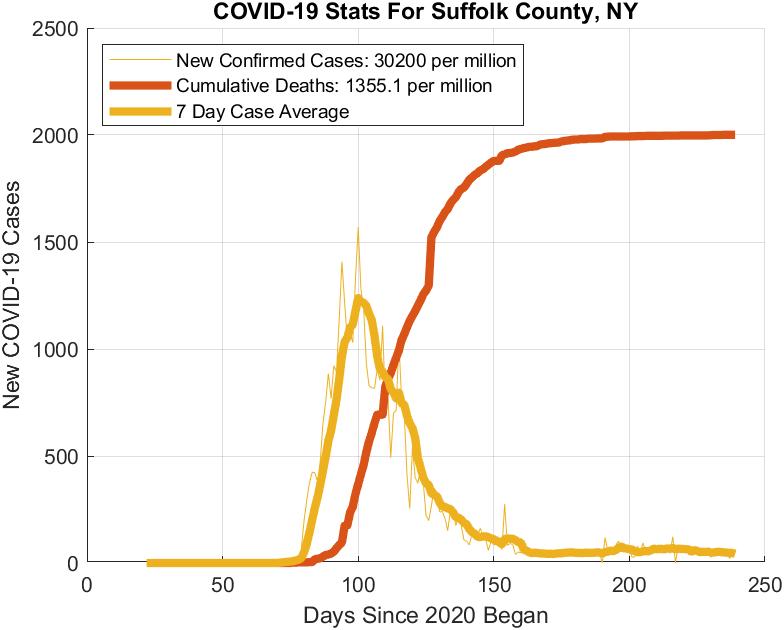 COVID-19 Stats For Suffolk County, NY
2500
New Confirmed Cases: 30200 per million
Cumulative Deaths: 1355.1 per million
7 Day Case Average
2000
1500
1000
500
0
New COVID-19 Cases
0 50 100 150 200 250
Days Since 2020 Began